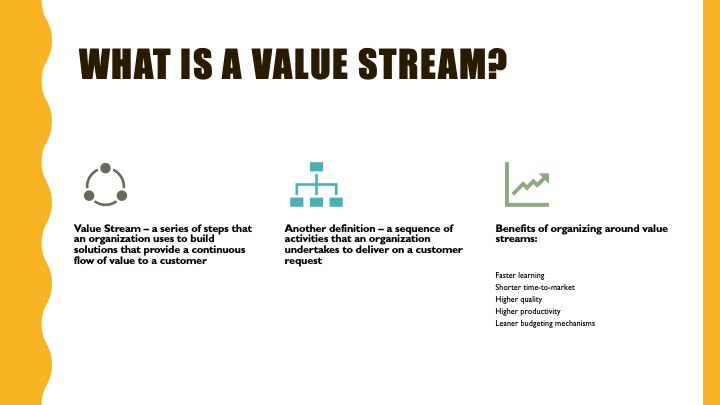 WHAT IS A VALUE STREAM?
Value Stream – a series of steps that
an organization uses to build
solutions that provide a continuous
flow of value to a customer
Another definition – a sequence of
activities that an organization
undertakes to deliver on a customer
request
Benefits of organizing around value
streams:
Faster learning
Shorter time-to-market
Higher quality
Higher productivity
Leaner budgeting mechanisms